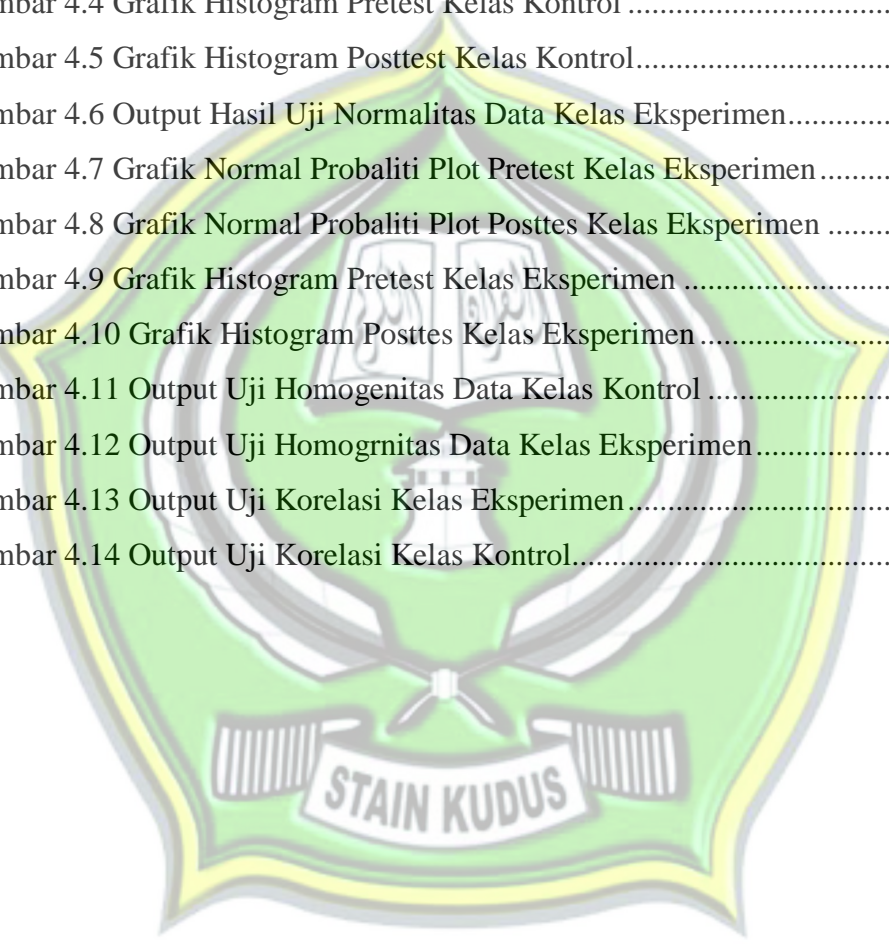 mbar 4.4 Grafik Histogram Pretest Kelas Kontrol ..................................
mbar 4.5 Grafik Histogram Posttest Kelas Kontrol.................................
mbar 4.6 Output Hasil Uji Normalitas Data Kelas Eksperimen.............
mbar 4.7 Grafik Normal Probaliti Plot Pretest Kelas Eksperimen .........
mbar 4.8 Grafik Normal Probaliti Plot Posttes Kelas Eksperimen ........
mbar 4.9 Grafik Histogram Pretest Kelas Eksperimen ..........................
mbar 4.10 Grafik Histogram Posttes Kelas Eksperimen ........................
mbar 4.11 Output Uji Homogenitas Data Kelas Kontrol .......................
mbar 4.12 Output Uji Homogrnitas Data Kelas Eksperimen.................
mbar 4.13 Output Uji Korelasi Kelas Eksperimen.................................
mbar 4.14 Output Uji Korelasi Kelas Kontrol.......................................
STAIN KUDUS